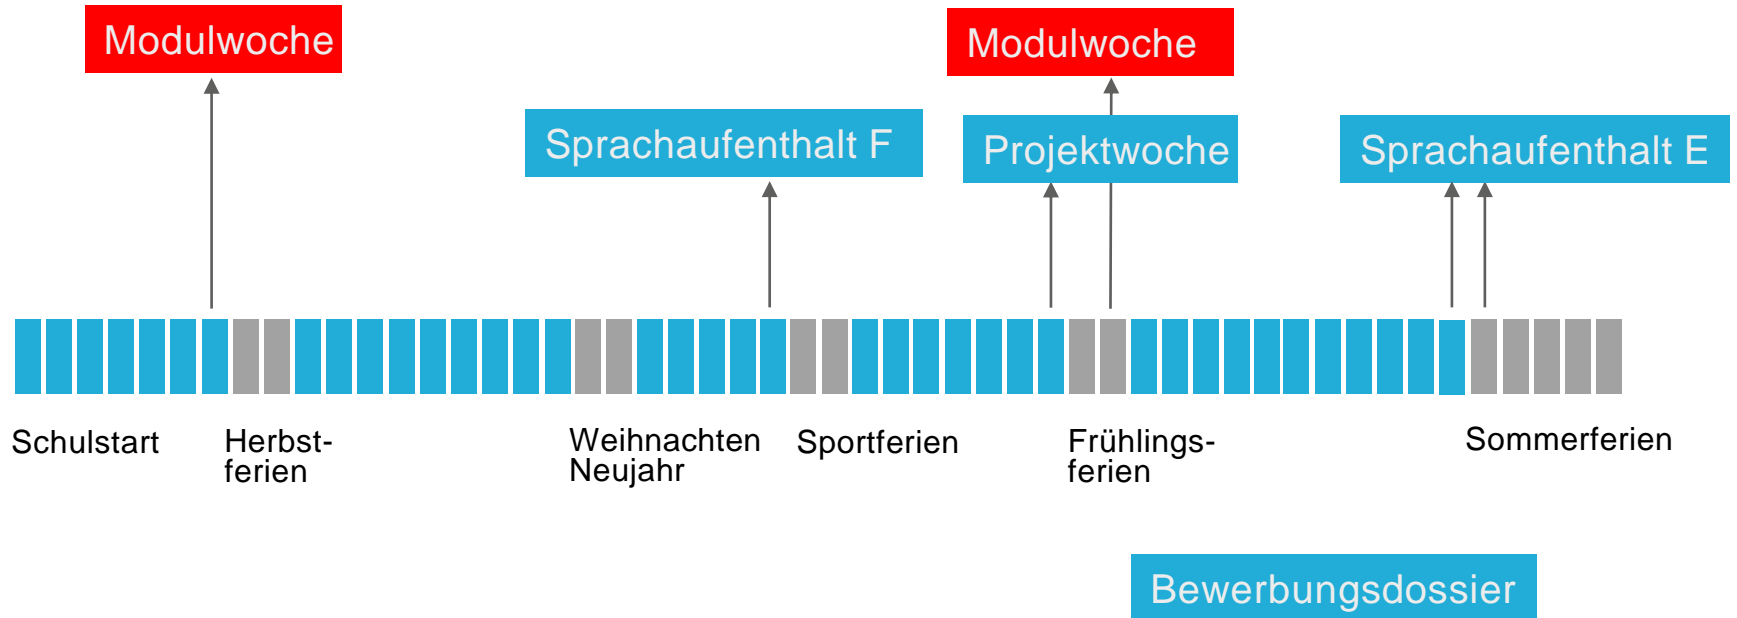 Modulwoche
Modulwoche
Sprachaufenthalt F
Projektwoche
Sprachaufenthalt E
Schulstart
Herbst-
ferien
Weihnachten
Neujahr
Sportferien
Frühlings-
ferien
Sommerferien
Bewerbungsdossier